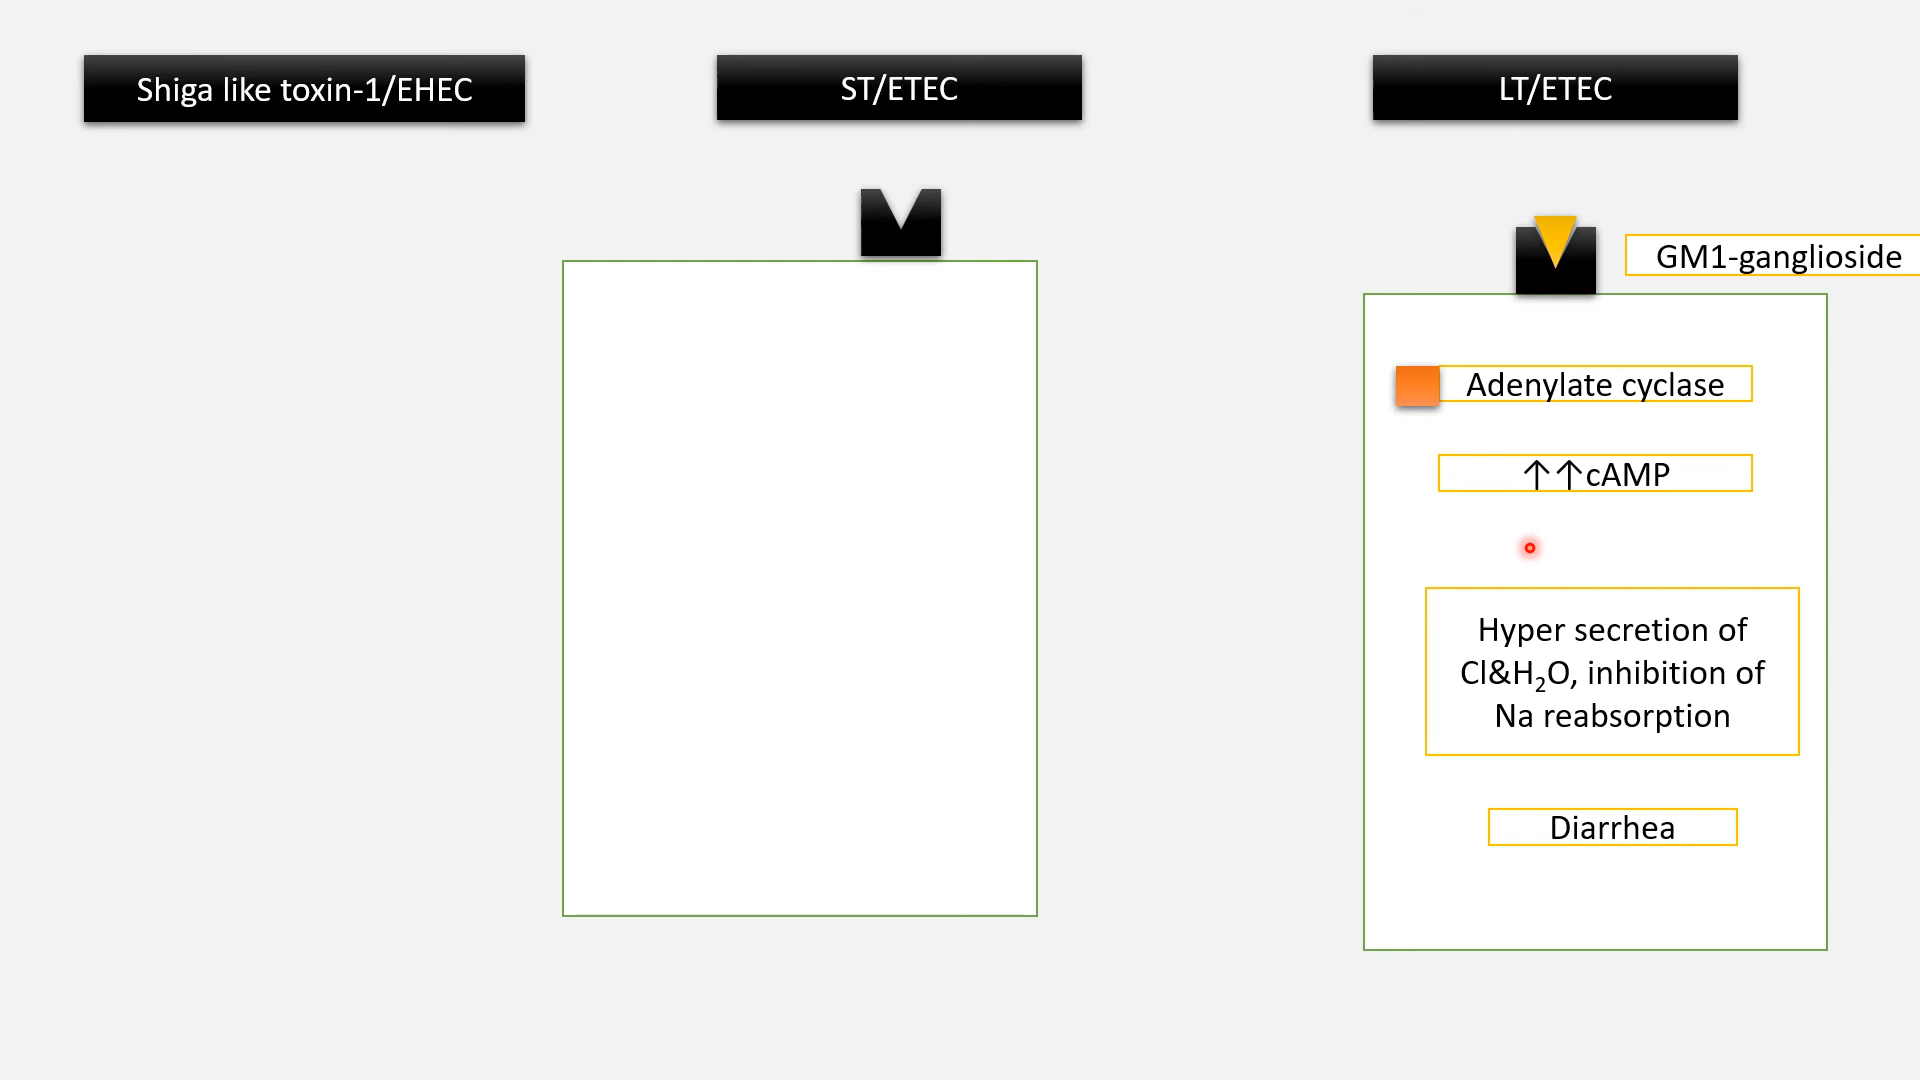 Shiga like toxin-1/EHEC
ST/ETEC
LT/ETEC
GM1-ganglioside
Adenylate cyclase
↑↑cAMP
Hyper secretion of
Cl&H₂O, inhibition of
Na reabsorption
Diarrhea